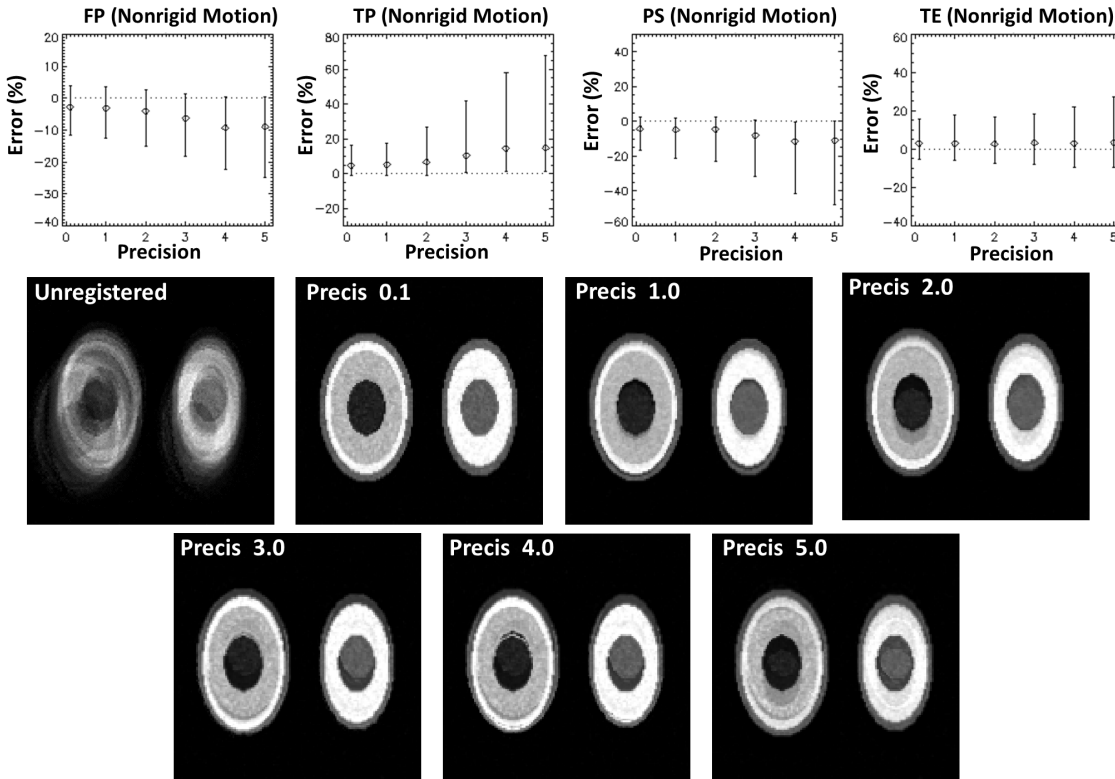 FP (Nonrigid Motion)
TP (Nonrigid Motion)
PS (Nonrigid Motion)
TE (Nonrigid Motion)
Error (%)
20
10
0
−10
−20
−30
−40
0 1 2 3 4 5
Precision
Error (%)
80
60
40
20
0
−20
0 1 2 3 4 5
Precision
Error (%)
40
20
0
−20
−40
−60
0 1 2 3 4 5
Precision
Error (%)
60
40
20
0
−20
−40
0 1 2 3 4 5
Precision
Unregistered
Precis 0.1
Precis 1.0
Precis 2.0
Precis 3.0
Precis 4.0
Precis 5.0